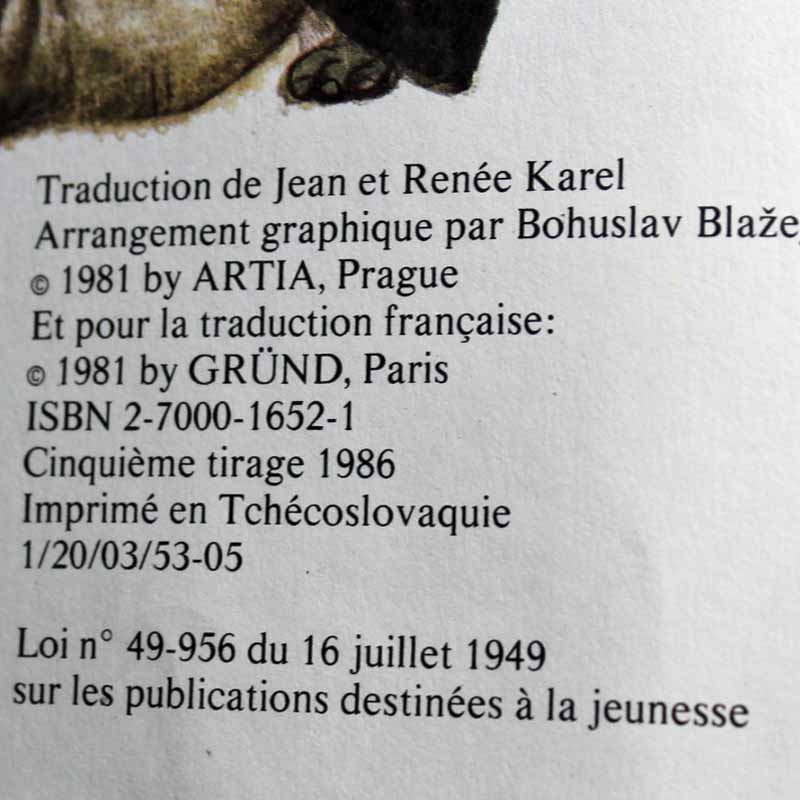 Traduction de Jean et Renée Karel
Arrangement graphique par Bohuslav
© 1981 by ARTIA, Prague
Et pour la traduction française:
© 1981 by GRÜND, Paris
ISBN 2-7000-1652-1
Cinquième tirage 1986
Imprimé en Tchécoslovaquie
1/20/03/53-05
Loi n° 49-956 du 16 juillet 1949
sur les publications destinées à la jeunesse